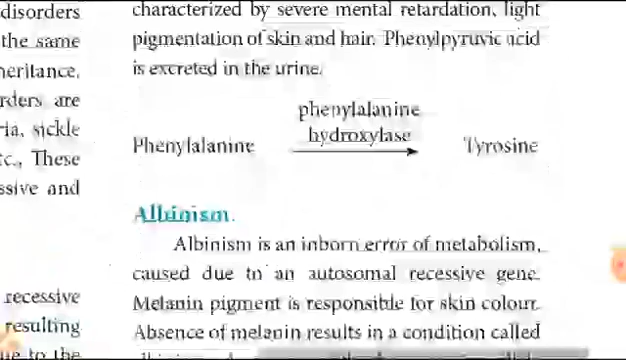 disorders
the same
heritance,
rders are
ria, sickle
tc., These
ssive and
recessive
resulting
ue to the
characterized by severe mental retardation, light
pigmentation of skin and hair. Phenylpyruvic acid
is excreted in the urine.
phenylalanine
hydroxylase
Phenylalanine Tyrosine
Albinism
Albinism is an inborn error of metabolism,
caused due to an autosomal recessive gene.
Melanin pigment is responsible for skin colour.
Absence of melanin results in a condition called